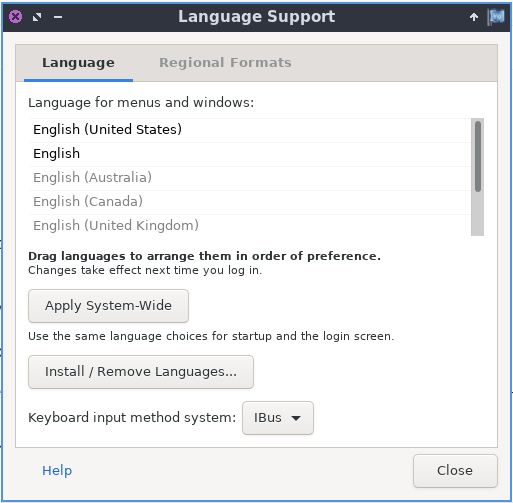 Language Support
Language
Regional Formats
Language for menus and windows:
English (United States)
English
English (Australia)
English (Canada)
English (United Kingdom)
Drag languages to arrange them in order of preference.
Changes take effect next time you log in.
Apply System-Wide
Use the same language choices for startup and the login screen.
Install / Remove Languages...
Keyboard input method system: IBus
Help
Close